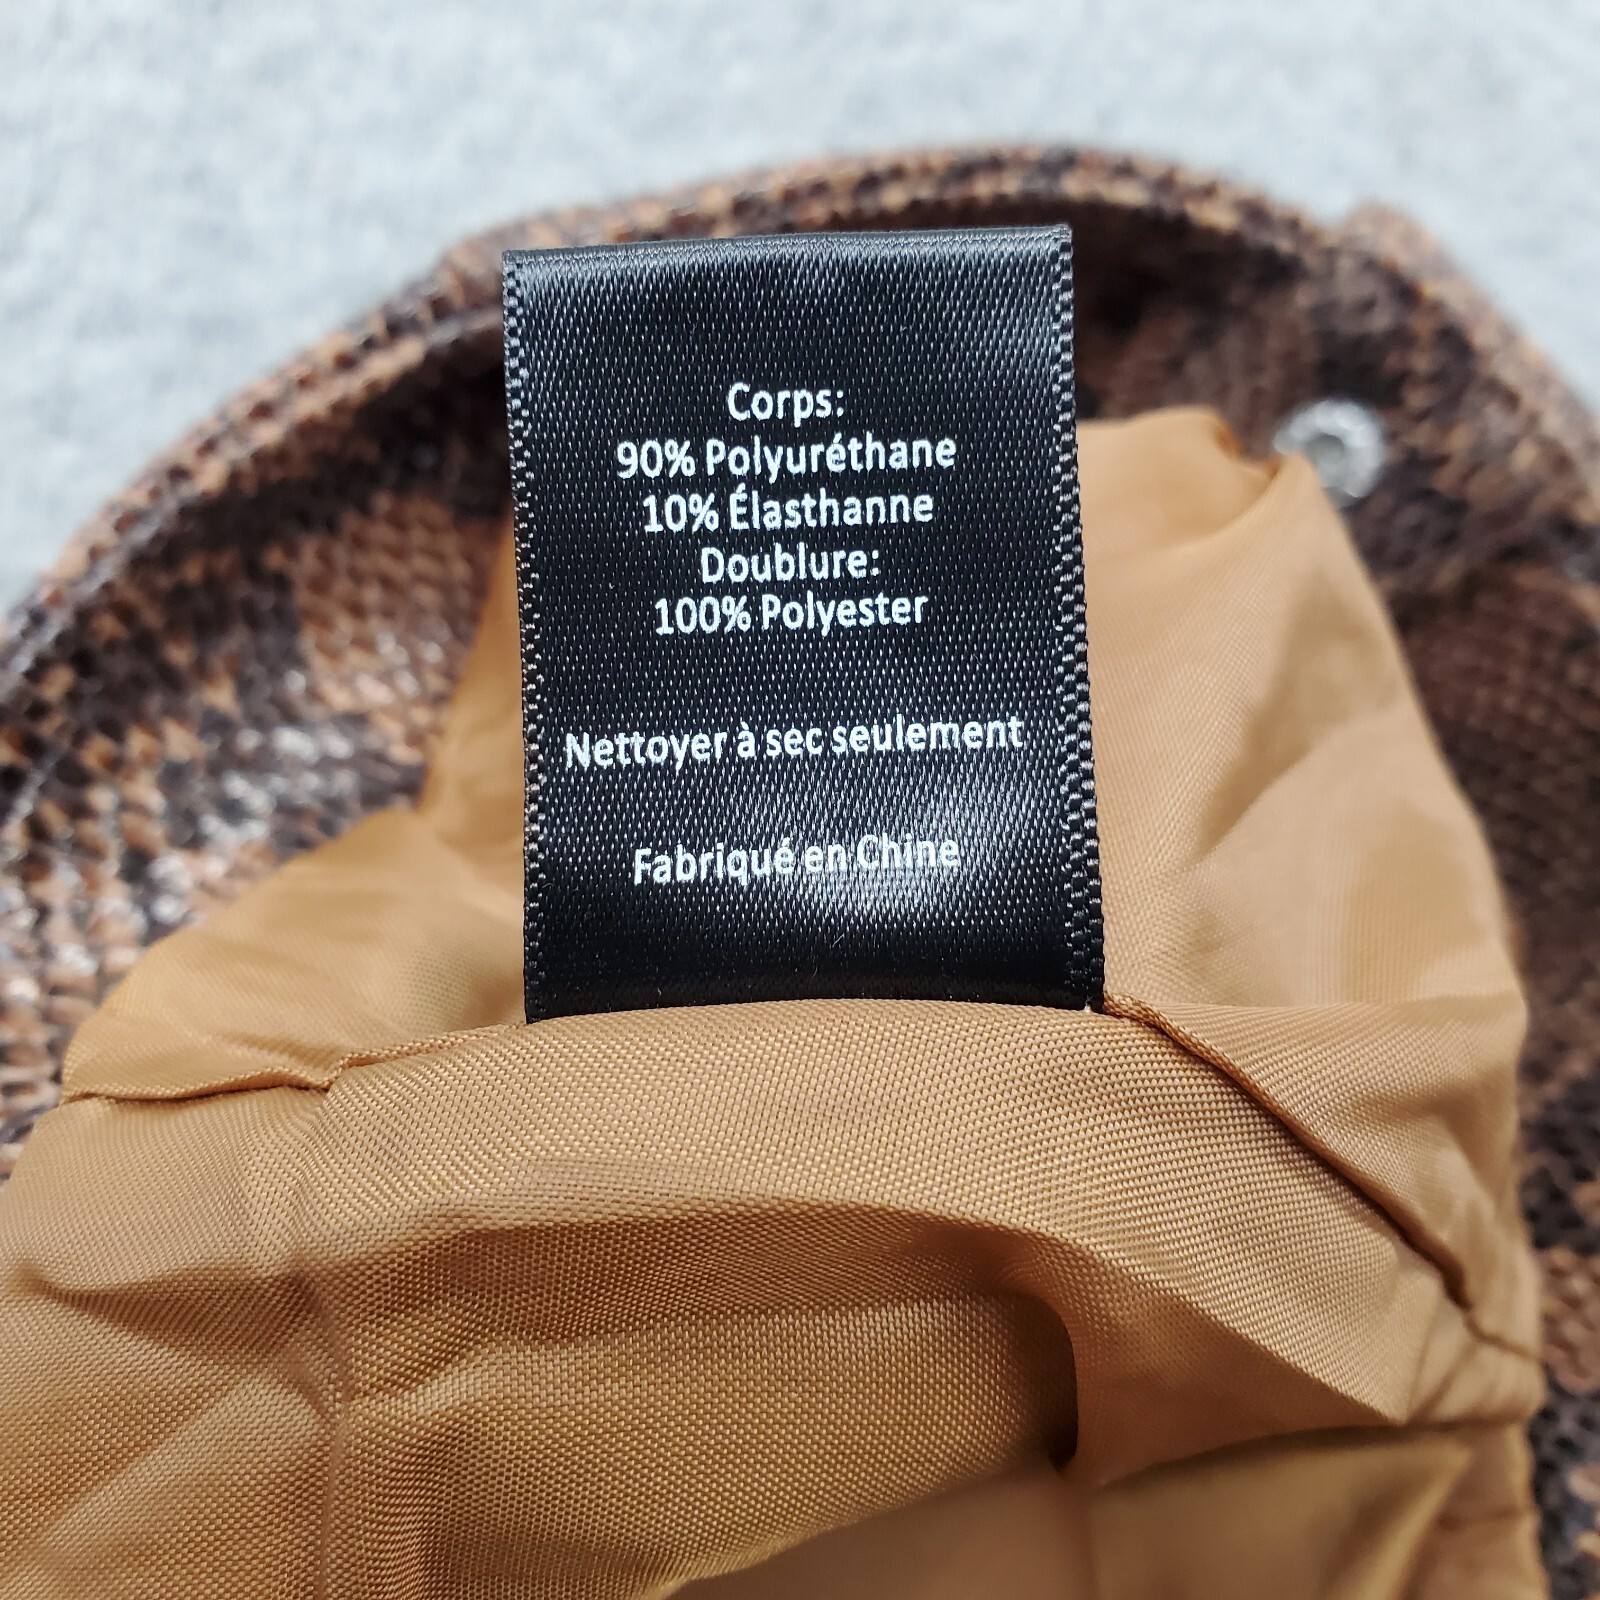 Corps:
90% Polyuréthane
10% Élasthanne
Doublure:
100% Polyester
Nettoyer à sec seulement
Fabriqué en Chine